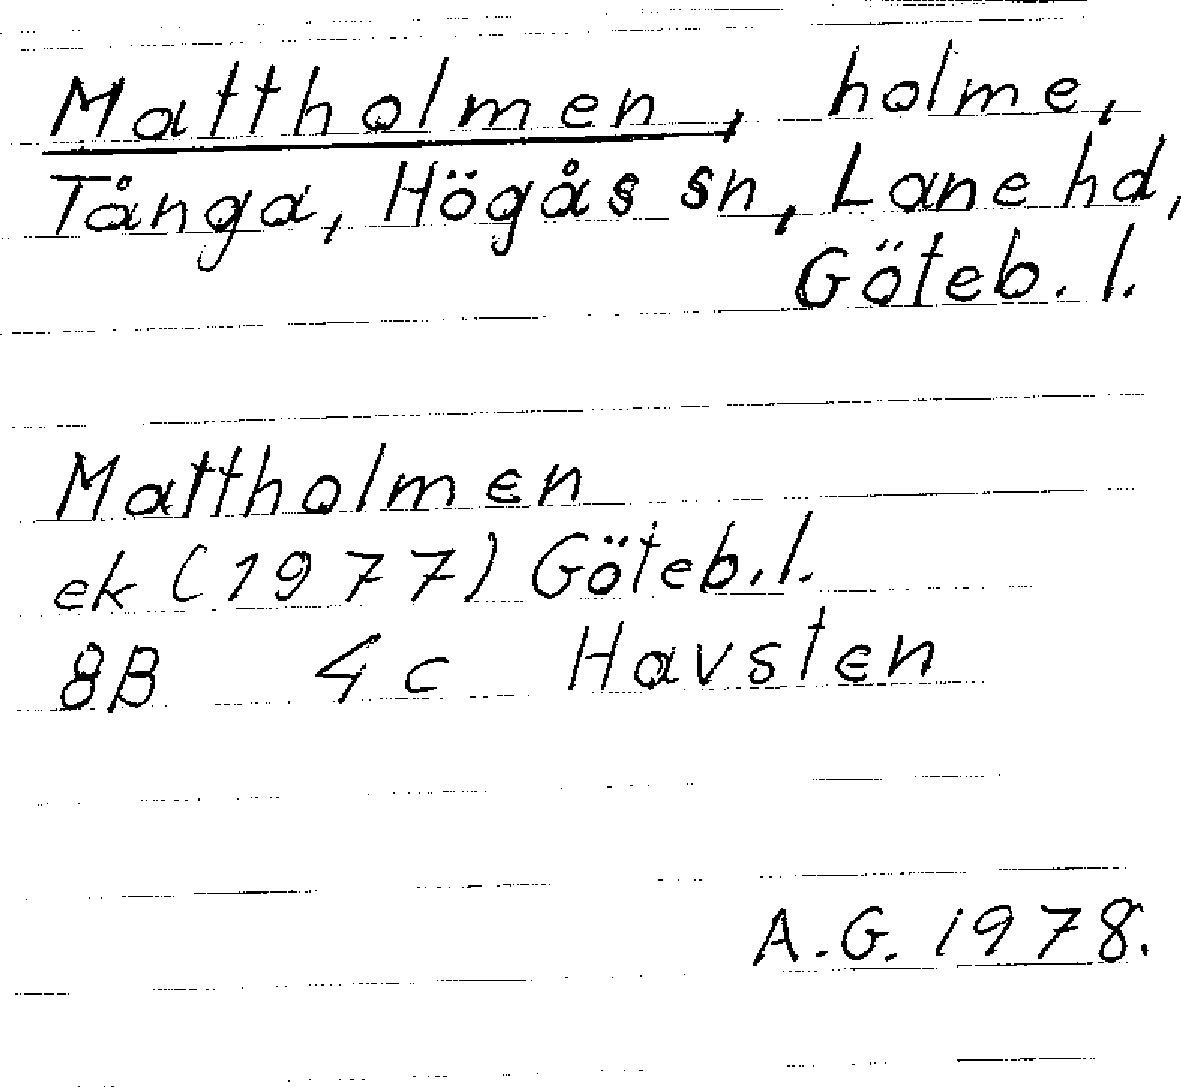 Mattholmen, holme,
Tånga, Högås sn, Lane hd,
Göteb. l.
Mattholmen
ek (1977) Göteb. l.
8B 4c Havsten
A.G. 1978.